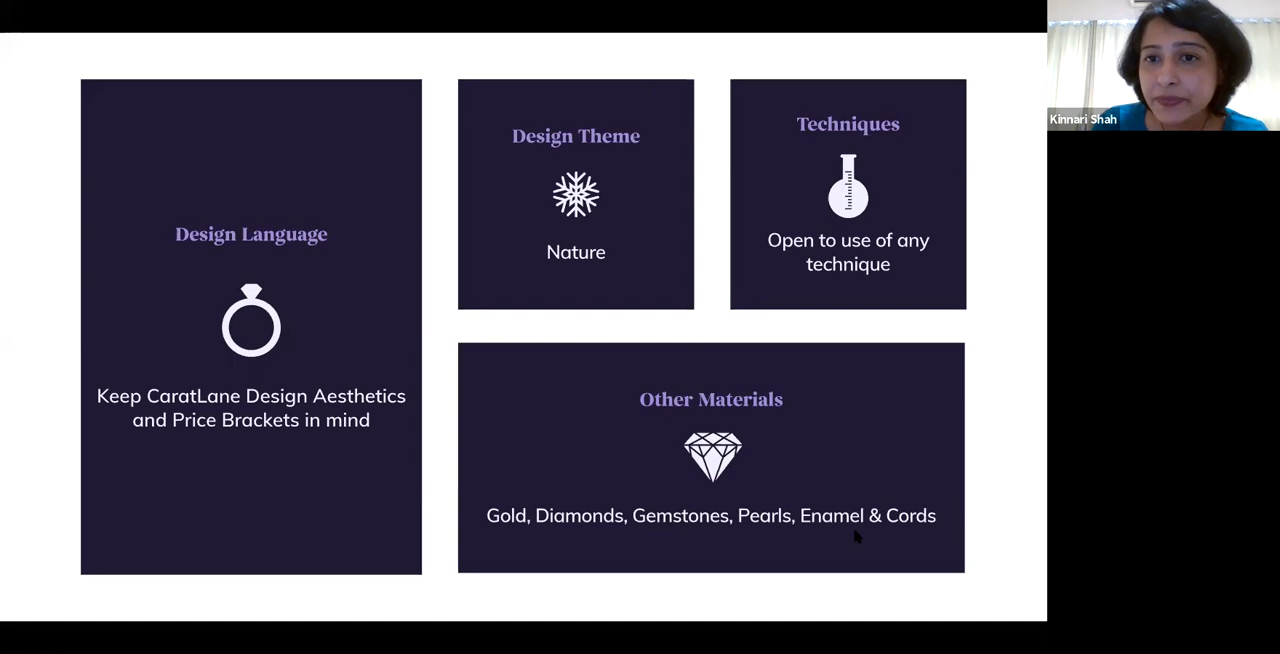 Design Language
Keep CaratLane Design Aesthetics
and Price Brackets in mind
Design Theme
Nature
Techniques
Open to use of any
technique
Other Materials
Gold, Diamonds, Gemstones, Pearls, Enamel & Cords
Kinnari Shah